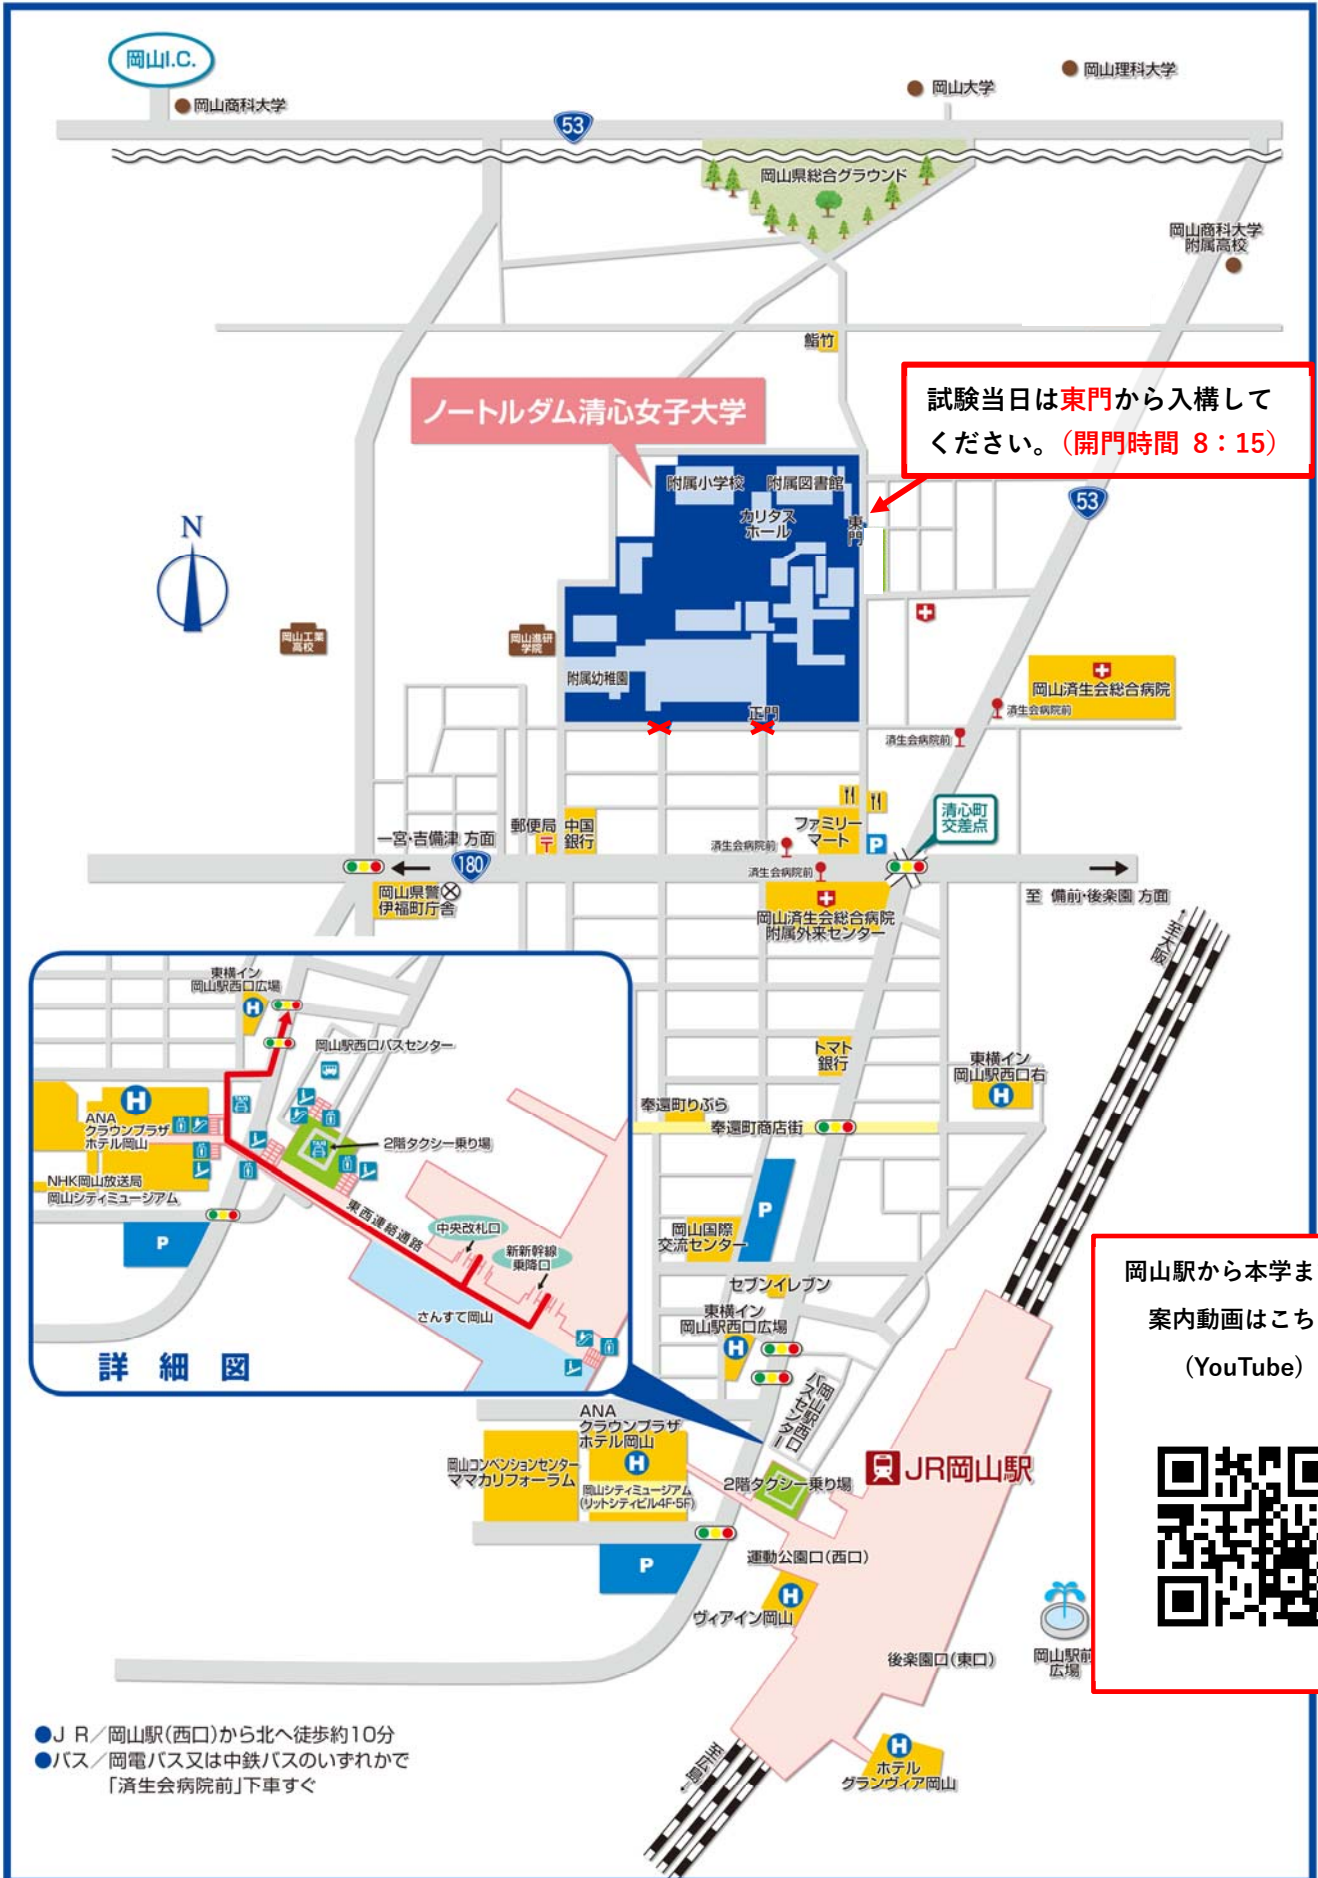 岡山I.C.
岡山商科大学
53
岡山大学
岡山理科大学
岡山県総合グラウンド
岡山商科大学
附属高校
鮨竹
ノートルダム清心女子大学
試験当日は東門から入構して
ください。（開門時間 8：15）
附属小学校
附属図書館
カリタス
ホール
東門
53
N
岡山工業
高校
岡山進研
学院
附属幼稚園
正門
岡山済生会総合病院
済生会病院前
済生会病院前
清心町
交差点
一宮・吉備津 方面
郵便局
中国
銀行
ファミリー
マート
P
済生会病院前
済生会病院前
180
岡山県警
伊福町庁舎
岡山済生会総合病院
附属外来センター
至 備前・後楽園 方面
至大阪
東横イン
岡山駅西口広場
H
岡山駅西口バスセンター
H
ANA
クラウンプラザ
ホテル岡山
TAXI
TAXI
2階タクシー乗り場
NHK岡山放送局
岡山シティミュージアム
P
東西連絡通路
中央改札口
新新幹線
乗降口
さんすて岡山
詳細図
トマト
銀行
東横イン
岡山駅西口右
H
奉還町りぶら
奉還町商店街
P
岡山国際
交流センター
セブンイレブン
東横イン
岡山駅西口広場
H
岡山駅西口
バスセンター
ANA
クラウンプラザ
ホテル岡山
H
岡山コンベンションセンター
ママカリフォーラム
岡山シティミュージアム
(リットシティビル4F・5F)
2階タクシー乗り場
JR岡山駅
P
運動公園口(西口)
H
ヴィアイン岡山
後楽園口(東口)
岡山駅前
広場
岡山駅から本学ま
案内動画はこち
（YouTube）
H
ホテル
グランヴィア岡山
至広島
●J R／岡山駅(西口)から北へ徒歩約10分
●バス／岡電バス又は中鉄バスのいずれかで
「済生会病院前」下車すぐ